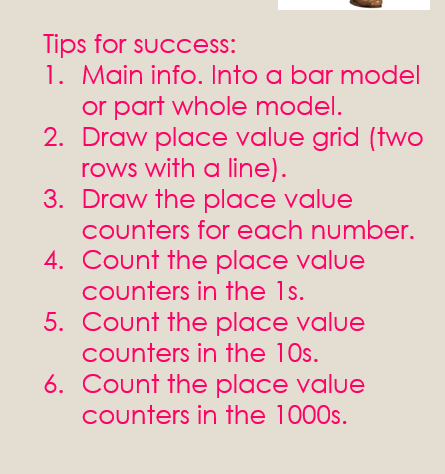 Tips for success:
1. Main info. Into a bar model
or part whole model.
2. Draw place value grid (two
rows with a line).
3. Draw the place value
counters for each number.
4. Count the place value
counters in the 1s.
5. Count the place value
counters in the 10s.
6. Count the place value
counters in the 1000s.